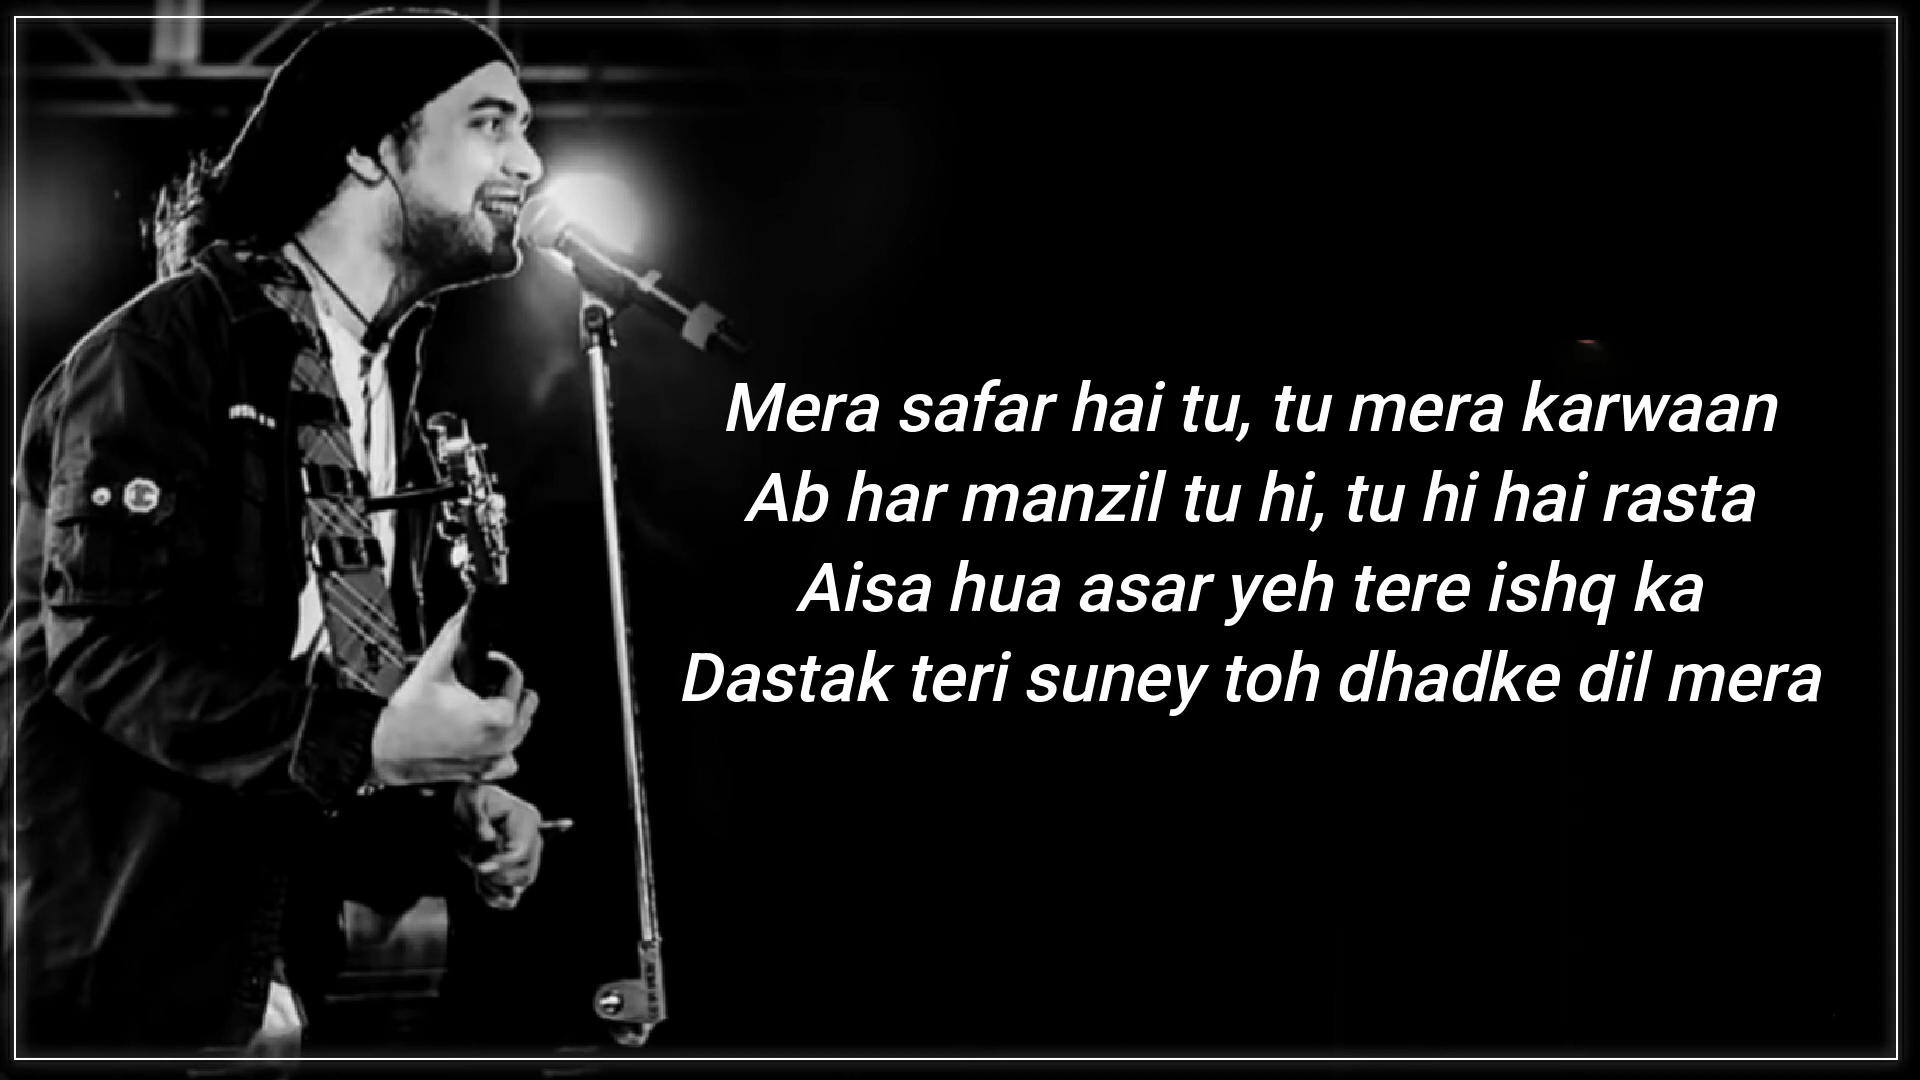 Mera safar hai tu, tu mera karwaan
Ab har manzil tu hi, tu hi hai rasta
Aisa hua asar yeh tere ishq ka
Dastak teri suney toh dhadke dil mera